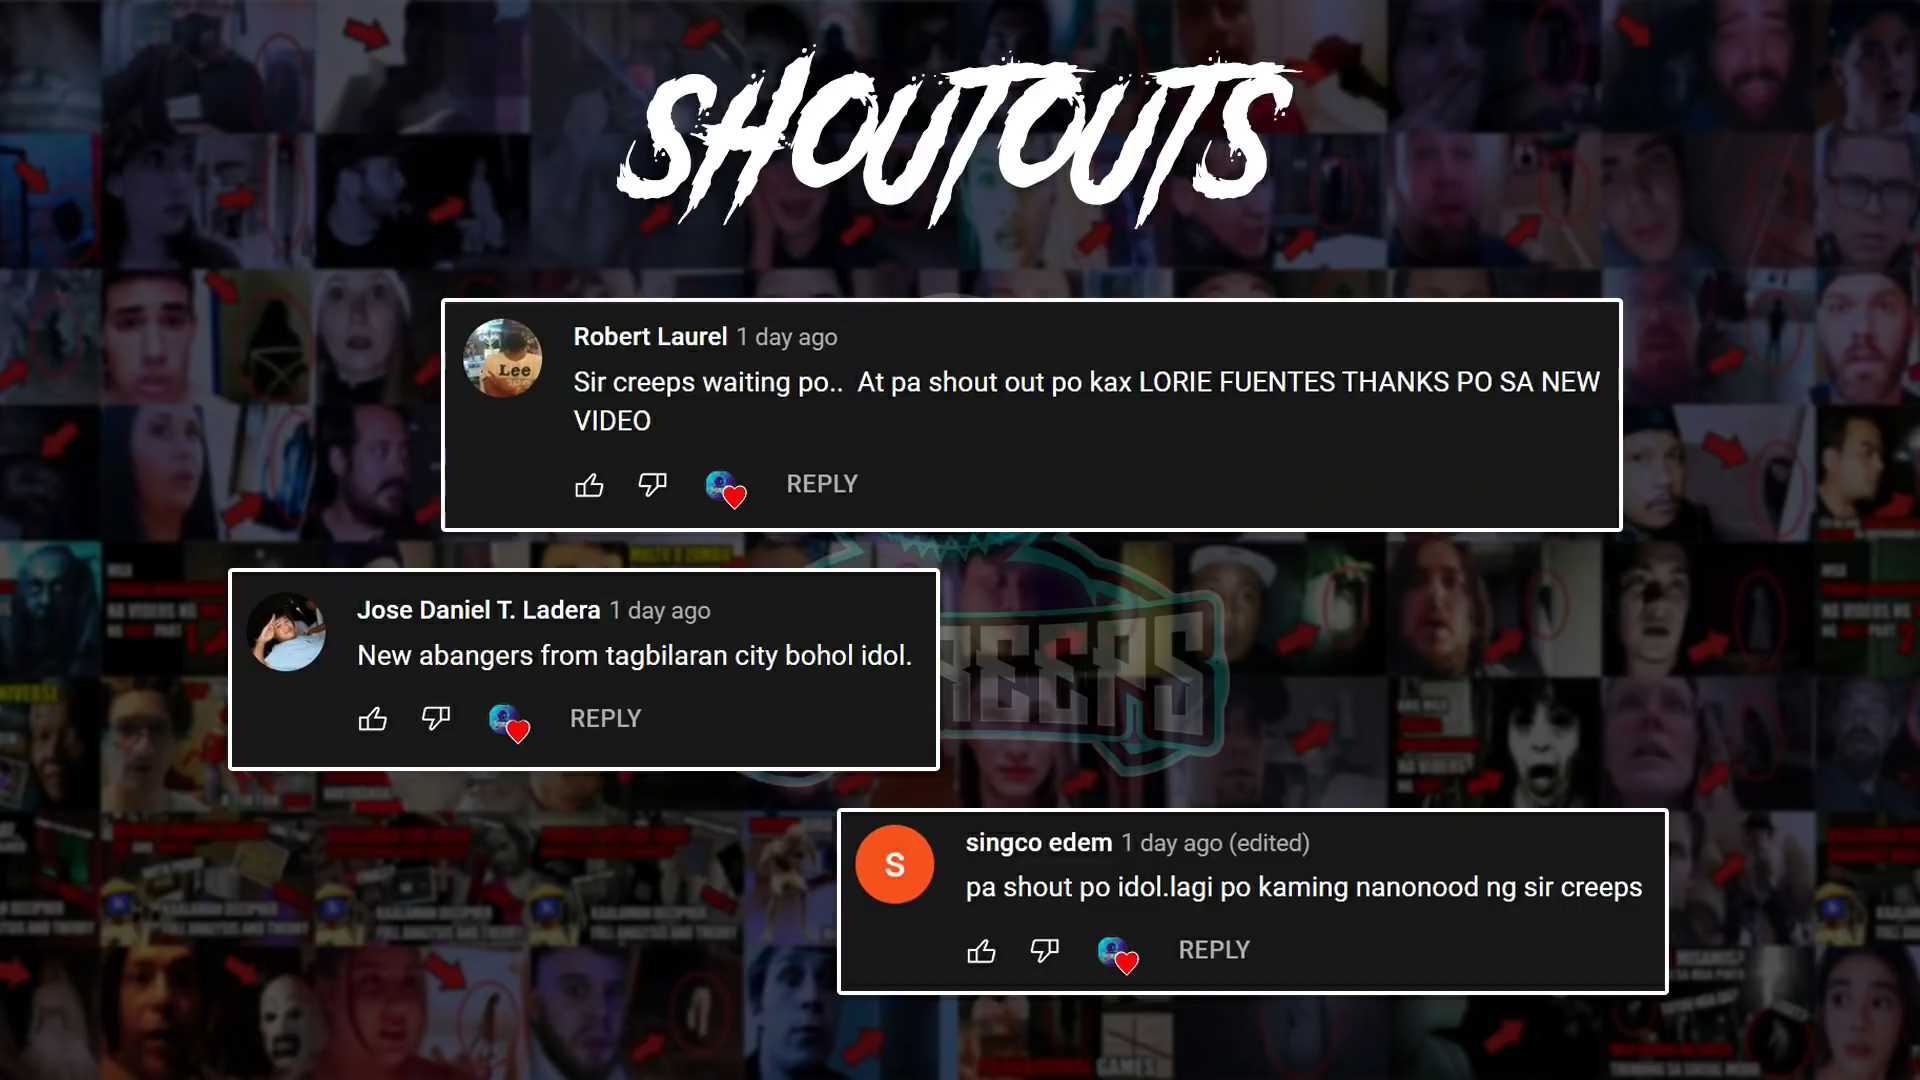 SHOUTOUTS
Robert Laurel 1 day ago
Lee
Sir creeps waiting po..  At pa shout out po kax LORIE FUENTES THANKS PO SA NEW
VIDEO
REPLY
Jose Daniel T. Ladera 1 day ago
New abangers from tagbilaran city bohol idol.
REPLY
REEPS
S
singco edem 1 day ago (edited)
pa shout po idol.lagi po kaming nanonood ng sir creeps
REPLY